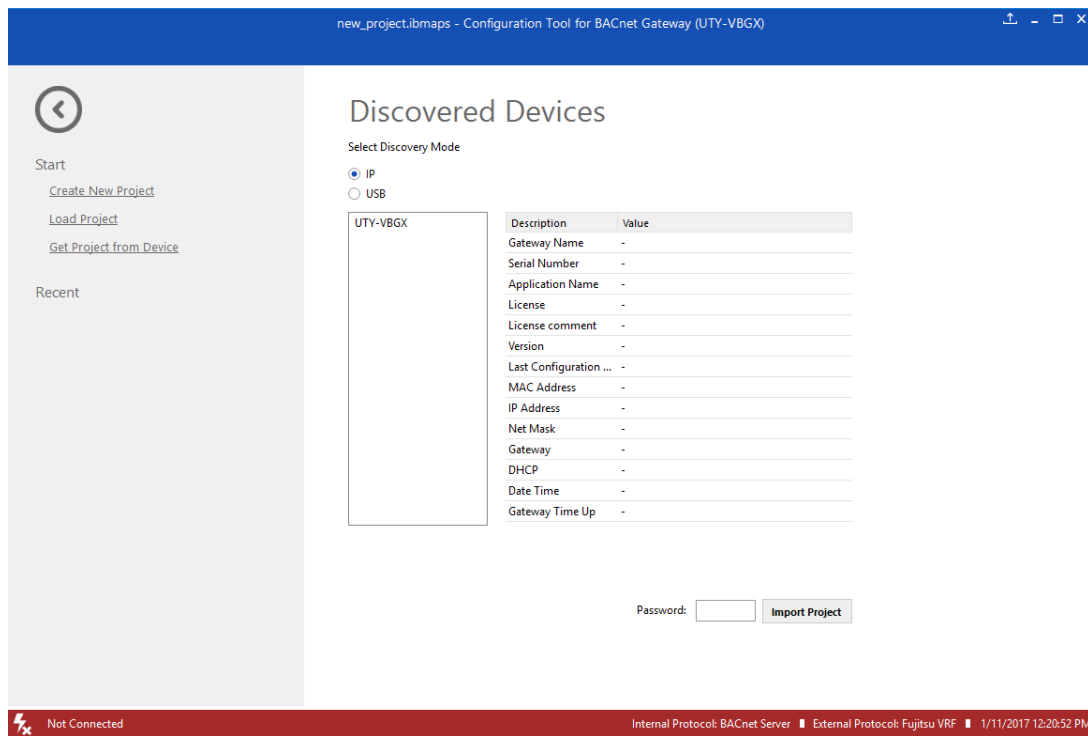 new_project.ibmaps - Configuration Tool for BACnet Gateway (UTY-VBGX)
Start
Create New Project
Load Project
Get Project from Device
Recent
Discovered Devices
Select Discovery Mode
IP
USB
UTY-VBGX
Description Value
Gateway Name -
Serial Number -
Application Name -
License -
License comment -
Version -
Last Configuration ... -
MAC Address -
IP Address -
Net Mask -
Gateway -
DHCP -
Date Time -
Gateway Time Up -
Password: Import Project
Not Connected Internal Protocol: BACnet Server External Protocol: Fujitsu VRF 1/11/2017 12:20:52 PM